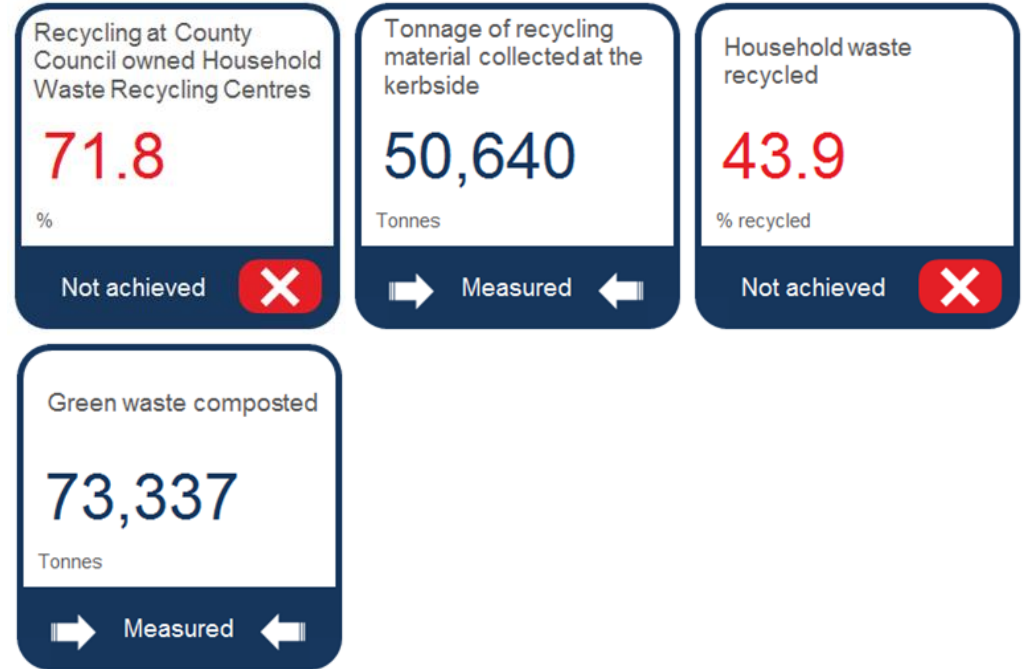 Recycling at County
Council owned Household
Waste Recycling Centres
71.8
%
Not achieved
Tonnage of recycling
material collected at the
kerbside
50,640
Tonnes
Measured
Household waste
recycled
43.9
% recycled
Not achieved
Green waste composted
73,337
Tonnes
Measured